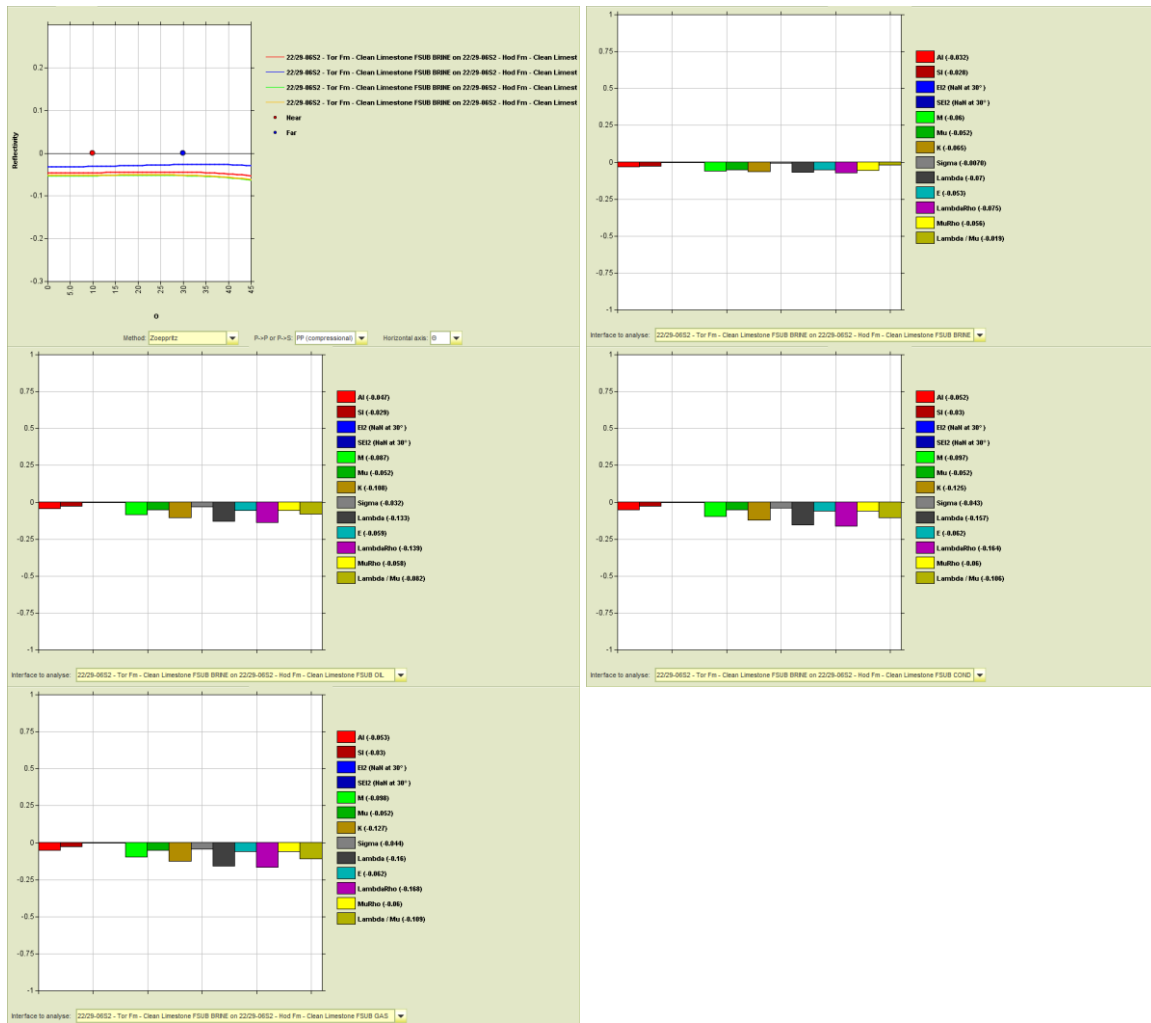 0.2
0.1
0
-0.1
-0.2
-0.3
Reflectivity
0
5.0
10
15
20
25
30
35
40
45
Θ
22/29-06S2 - Tor Fm - Clean Limestone FSUB BRINE on 22/29-06S2 - Hod Fm - Clean Limest
22/29-06S2 - Tor Fm - Clean Limestone FSUB BRINE on 22/29-06S2 - Hod Fm - Clean Limest
22/29-06S2 - Tor Fm - Clean Limestone FSUB BRINE on 22/29-06S2 - Hod Fm - Clean Limest
22/29-06S2 - Tor Fm - Clean Limestone FSUB BRINE on 22/29-06S2 - Hod Fm - Clean Limest
Near
Far
Method: Zoeppritz P->P or P->S: PP (compressional) Horizontal axis: Θ
1
0.75
0.5
0.25
0
-0.25
-0.5
-0.75
-1
AI (-0.032)
SI (-0.028)
EI2 (NaN at 30°)
SEI2 (NaN at 30°)
M (-0.06)
Mu (-0.052)
K (-0.065)
Sigma (-0.0070)
Lambda (-0.07)
E (-0.053)
LambdaRho (-0.075)
MuRho (-0.056)
Lambda / Mu (-0.019)
Interface to analyse: 22/29-06S2 - Tor Fm - Clean Limestone FSUB BRINE on 22/29-06S2 - Hod Fm - Clean Limestone FSUB BRINE
1
0.75
0.5
0.25
0
-0.25
-0.5
-0.75
-1
AI (-0.047)
SI (-0.029)
EI2 (NaN at 30°)
SEI2 (NaN at 30°)
M (-0.087)
Mu (-0.052)
K (-0.108)
Sigma (-0.032)
Lambda (-0.133)
E (-0.059)
LambdaRho (-0.139)
MuRho (-0.058)
Lambda / Mu (-0.082)
Interface to analyse: 22/29-06S2 - Tor Fm - Clean Limestone FSUB BRINE on 22/29-06S2 - Hod Fm - Clean Limestone FSUB OIL
1
0.75
0.5
0.25
0
-0.25
-0.5
-0.75
-1
AI (-0.052)
SI (-0.03)
EI2 (NaN at 30°)
SEI2 (NaN at 30°)
M (-0.097)
Mu (-0.052)
K (-0.125)
Sigma (-0.043)
Lambda (-0.157)
E (-0.062)
LambdaRho (-0.164)
MuRho (-0.06)
Lambda / Mu (-0.106)
Interface to analyse: 22/29-06S2 - Tor Fm - Clean Limestone FSUB BRINE on 22/29-06S2 - Hod Fm - Clean Limestone FSUB COND
1
0.75
0.5
0.25
0
-0.25
-0.5
-0.75
-1
AI (-0.053)
SI (-0.03)
EI2 (NaN at 30°)
SEI2 (NaN at 30°)
M (-0.098)
Mu (-0.052)
K (-0.127)
Sigma (-0.044)
Lambda (-0.16)
E (-0.062)
LambdaRho (-0.168)
MuRho (-0.06)
Lambda / Mu (-0.109)
Interface to analyse: 22/29-06S2 - Tor Fm - Clean Limestone FSUB BRINE on 22/29-06S2 - Hod Fm - Clean Limestone FSUB GAS